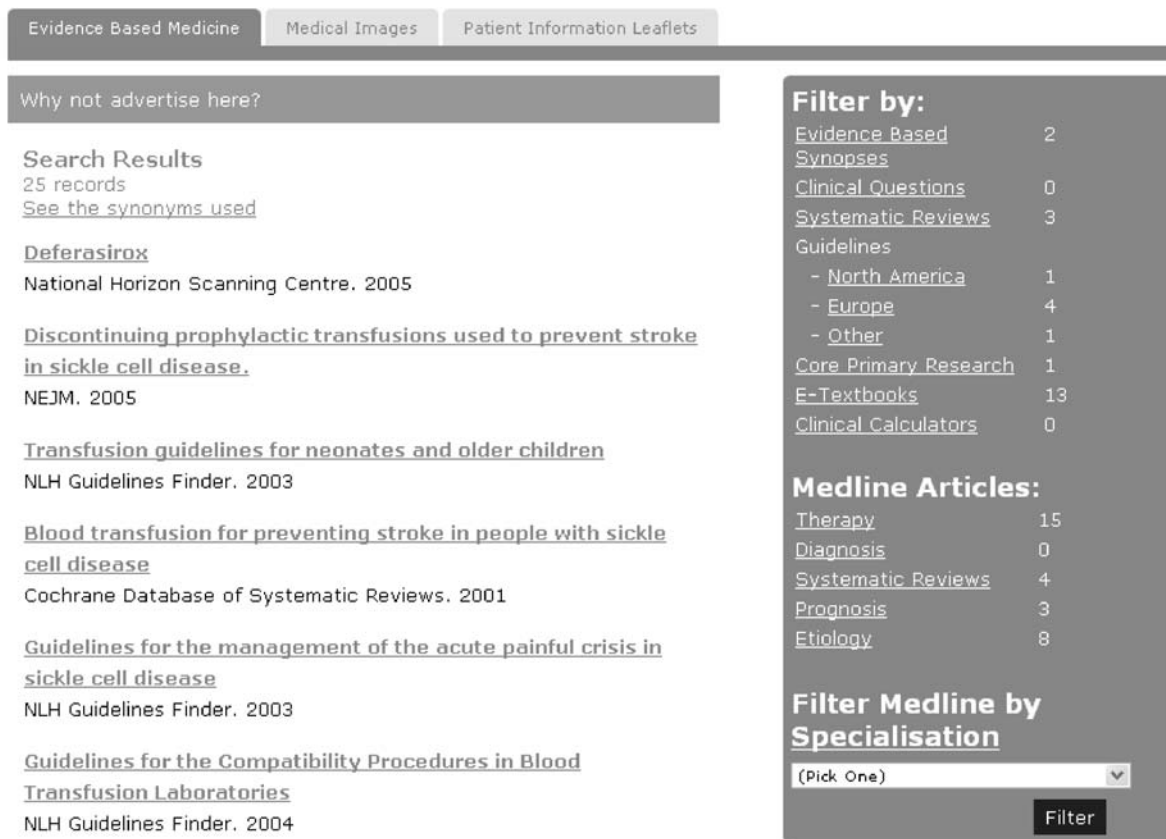 Evidence Based Medicine
Medical Images
Patient Information Leaflets
Why not advertise here?
Search Results
25 records
See the synonyms used
Deferasirox
National Horizon Scanning Centre. 2005
Discontinuing prophylactic transfusions used to prevent stroke
in sickle cell disease.
NEJM. 2005
Transfusion guidelines for neonates and older children
NLH Guidelines Finder. 2003
Blood transfusion for preventing stroke in people with sickle
cell disease
Cochrane Database of Systematic Reviews. 2001
Guidelines for the management of the acute painful crisis in
sickle cell disease
NLH Guidelines Finder. 2003
Guidelines for the Compatibility Procedures in Blood
Transfusion Laboratories
NLH Guidelines Finder. 2004
Filter by:
Evidence Based 2
Synopses
Clinical Questions 0
Systematic Reviews 3
Guidelines
- North America 1
- Europe 4
- Other 1
Core Primary Research 1
E-Textbooks 13
Clinical Calculators 0
Medline Articles:
Therapy 15
Diagnosis 0
Systematic Reviews 4
Prognosis 3
Etiology 8
Filter Medline by
Specialisation
(Pick One)
Filter